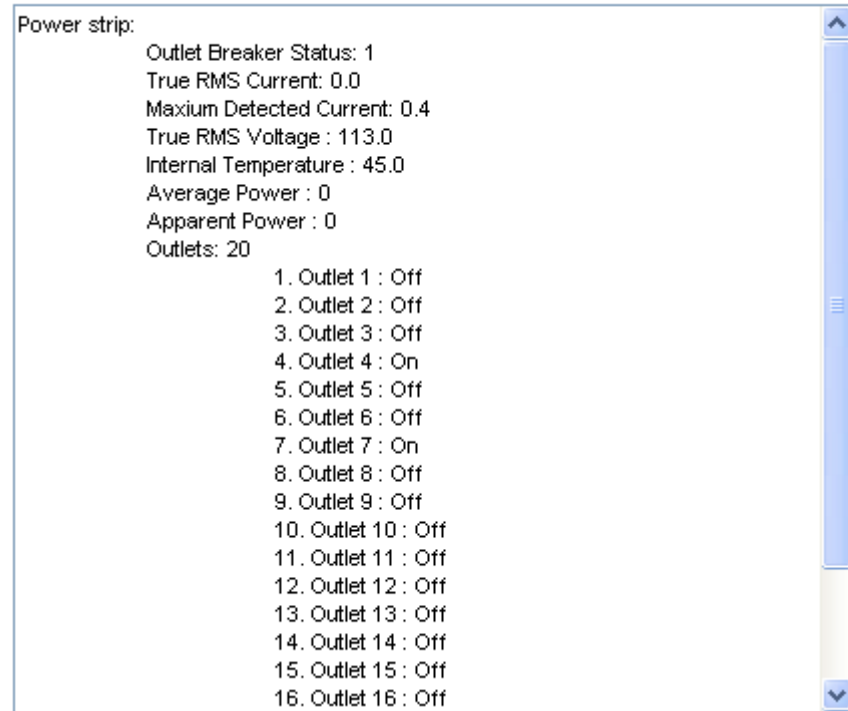 Power strip:
Outlet Breaker Status: 1
True RMS Current: 0.0
Maxium Detected Current: 0.4
True RMS Voltage : 113.0
Internal Temperature : 45.0
Average Power : 0
Apparent Power : 0
Outlets: 20
1. Outlet 1 : Off
2. Outlet 2 : Off
3. Outlet 3 : Off
4. Outlet 4 : On
5. Outlet 5 : Off
6. Outlet 6 : Off
7. Outlet 7 : On
8. Outlet 8 : Off
9. Outlet 9 : Off
10. Outlet 10 : Off
11. Outlet 11 : Off
12. Outlet 12 : Off
13. Outlet 13 : Off
14. Outlet 14 : Off
15. Outlet 15 : Off
16. Outlet 16 : Off